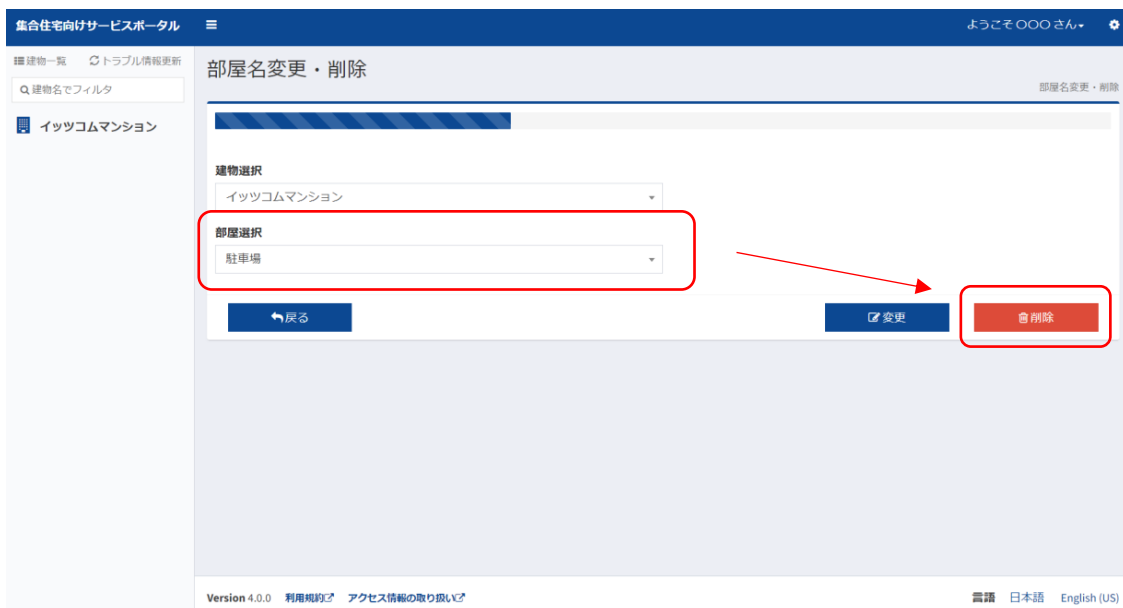 集合住宅向けサービスポータル
ようこそ〇〇〇さん
建物一覧 トラブル情報更新
建物名でフィルタ
イッツコムマンション
部屋名変更・削除
部屋名変更・削除
建物選択
イッツコムマンション
部屋選択
駐車場
戻る 変更 削除
Version 4.0.0 利用規約 アクセス情報の取り扱い 言語 日本語 English (US)